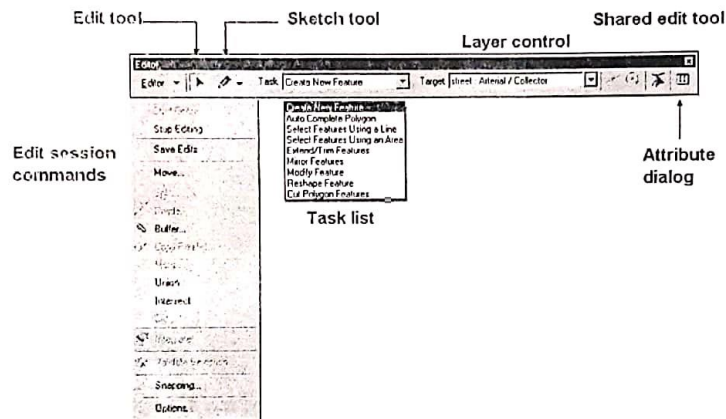 Edit tool Sketch tool Shared edit tool
Layer control
Editor
Editor Task Create New Feature Target street : Arterial / Collector
Create New Feature
Auto Complete Polygon
Select Features Using a Line
Select Features Using an Area
Extend/Trim Features
Mirror Features
Modify Feature
Reshape Feature
Cut Polygon Features
Task list
Attribute
dialog
Edit session
commands
Stop Editing
Save Edits
Move...
Buffer...
Union
Intersect
Snapping...
Options...